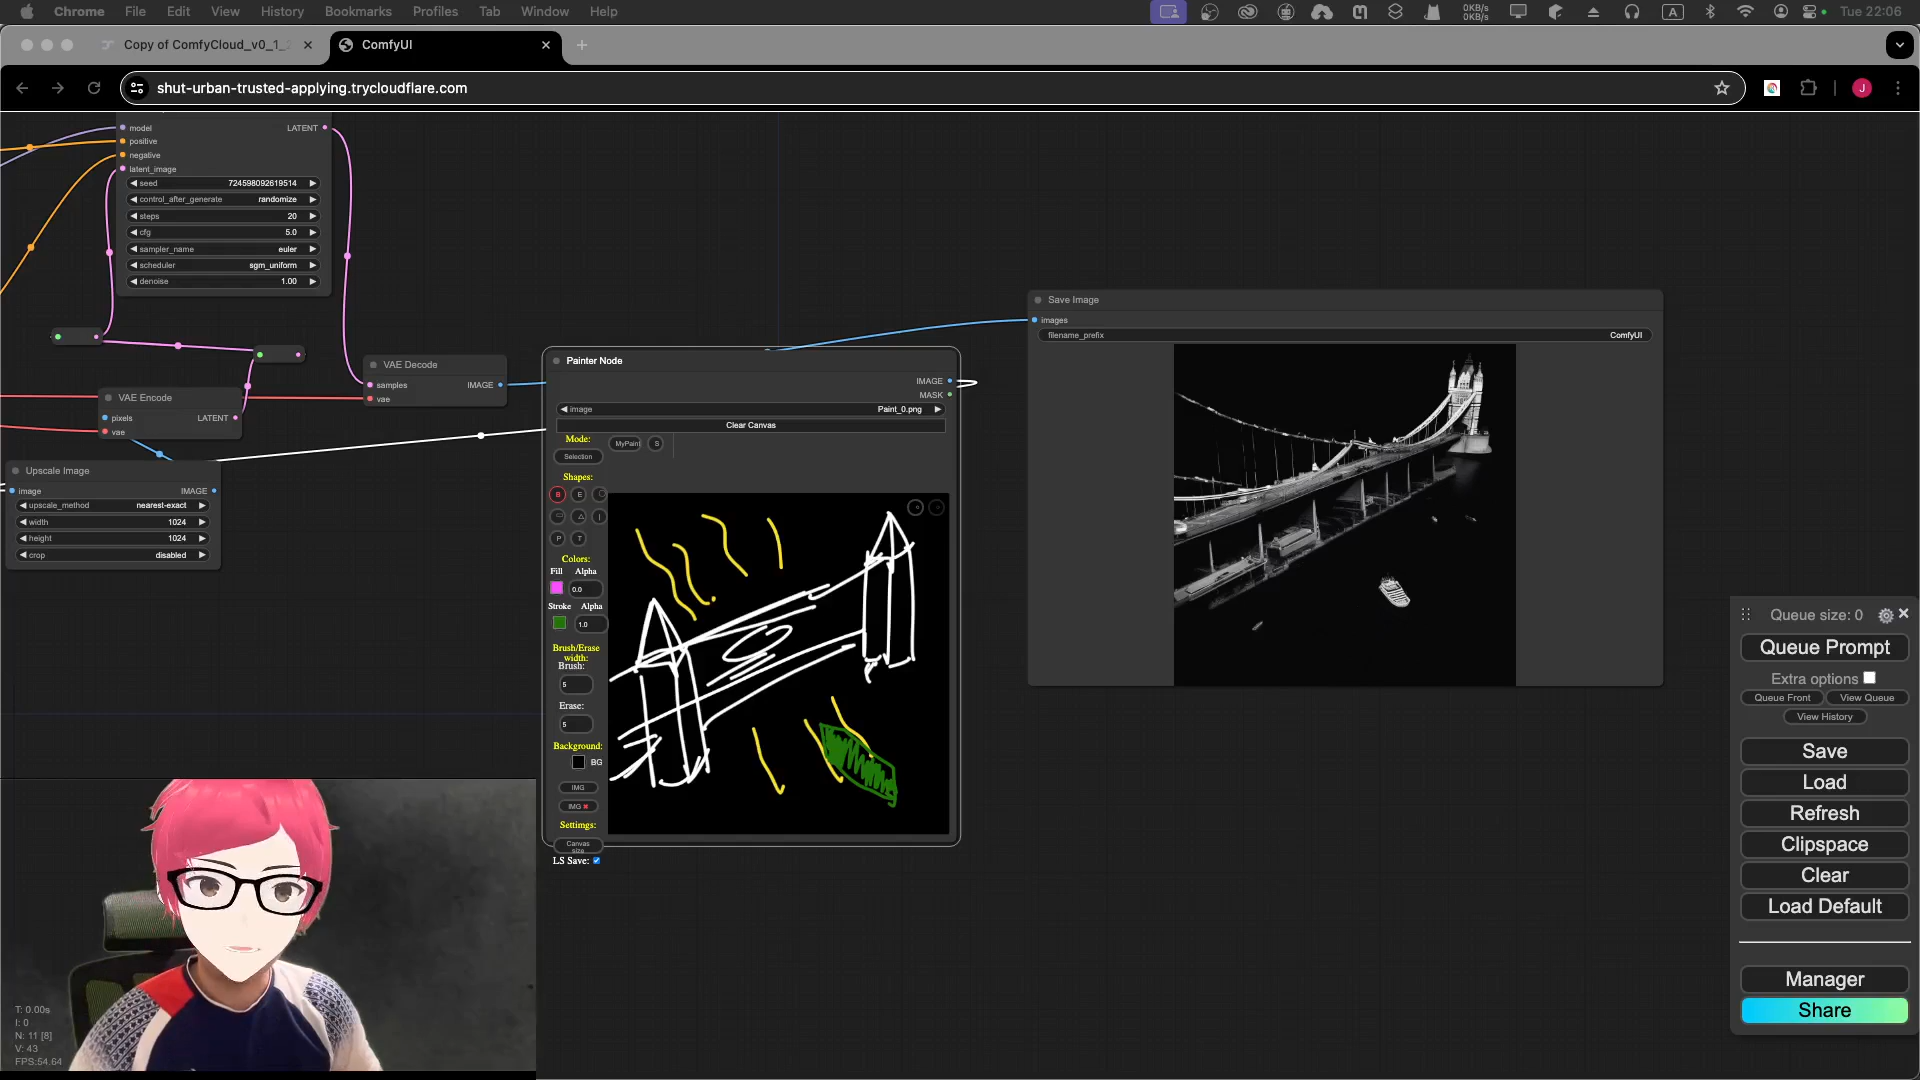 Chrome File Edit View History Bookmarks Profiles Tab Window Help
0KB/s
0KB/s
A
Tue 22:06
Copy of ComfyCloud_v0_1_
ComfyUI
shut-urban-trusted-applying.trycloudflare.com
J
model LATENT
positive
negative
latent_image
seed 724598092619514
control_after_generate randomize
steps 20
cfg 5.0
sampler_name euler
scheduler sgm_uniform
denoise 1.00
VAE Decode
samples IMAGE
vae
VAE Encode
pixels LATENT
vae
Upscale Image
image IMAGE
upscale_method nearest-exact
width 1024
height 1024
crop disabled
Painter Node
IMAGE
MASK
image Paint_0.png
Clear Canvas
Mode:
MyPaint S
Selection
Shapes:
B E
P T
Colors:
Fill Alpha
0.0
Stroke Alpha
1.0
Brush/Erase
width:
Brush:
5
Erase:
5
Background:
BG
IMG
IMG
Settimgs:
Canvas
size
LS Save:
Save Image
images
filename_prefix ComfyUI
Queue size: 0
Queue Prompt
Extra options
Queue Front View Queue
View History
Save
Load
Refresh
Clipspace
Clear
Load Default
Manager
Share
T: 0.00s
I: 0
N: 11 [8]
V: 43
FPS:54.64